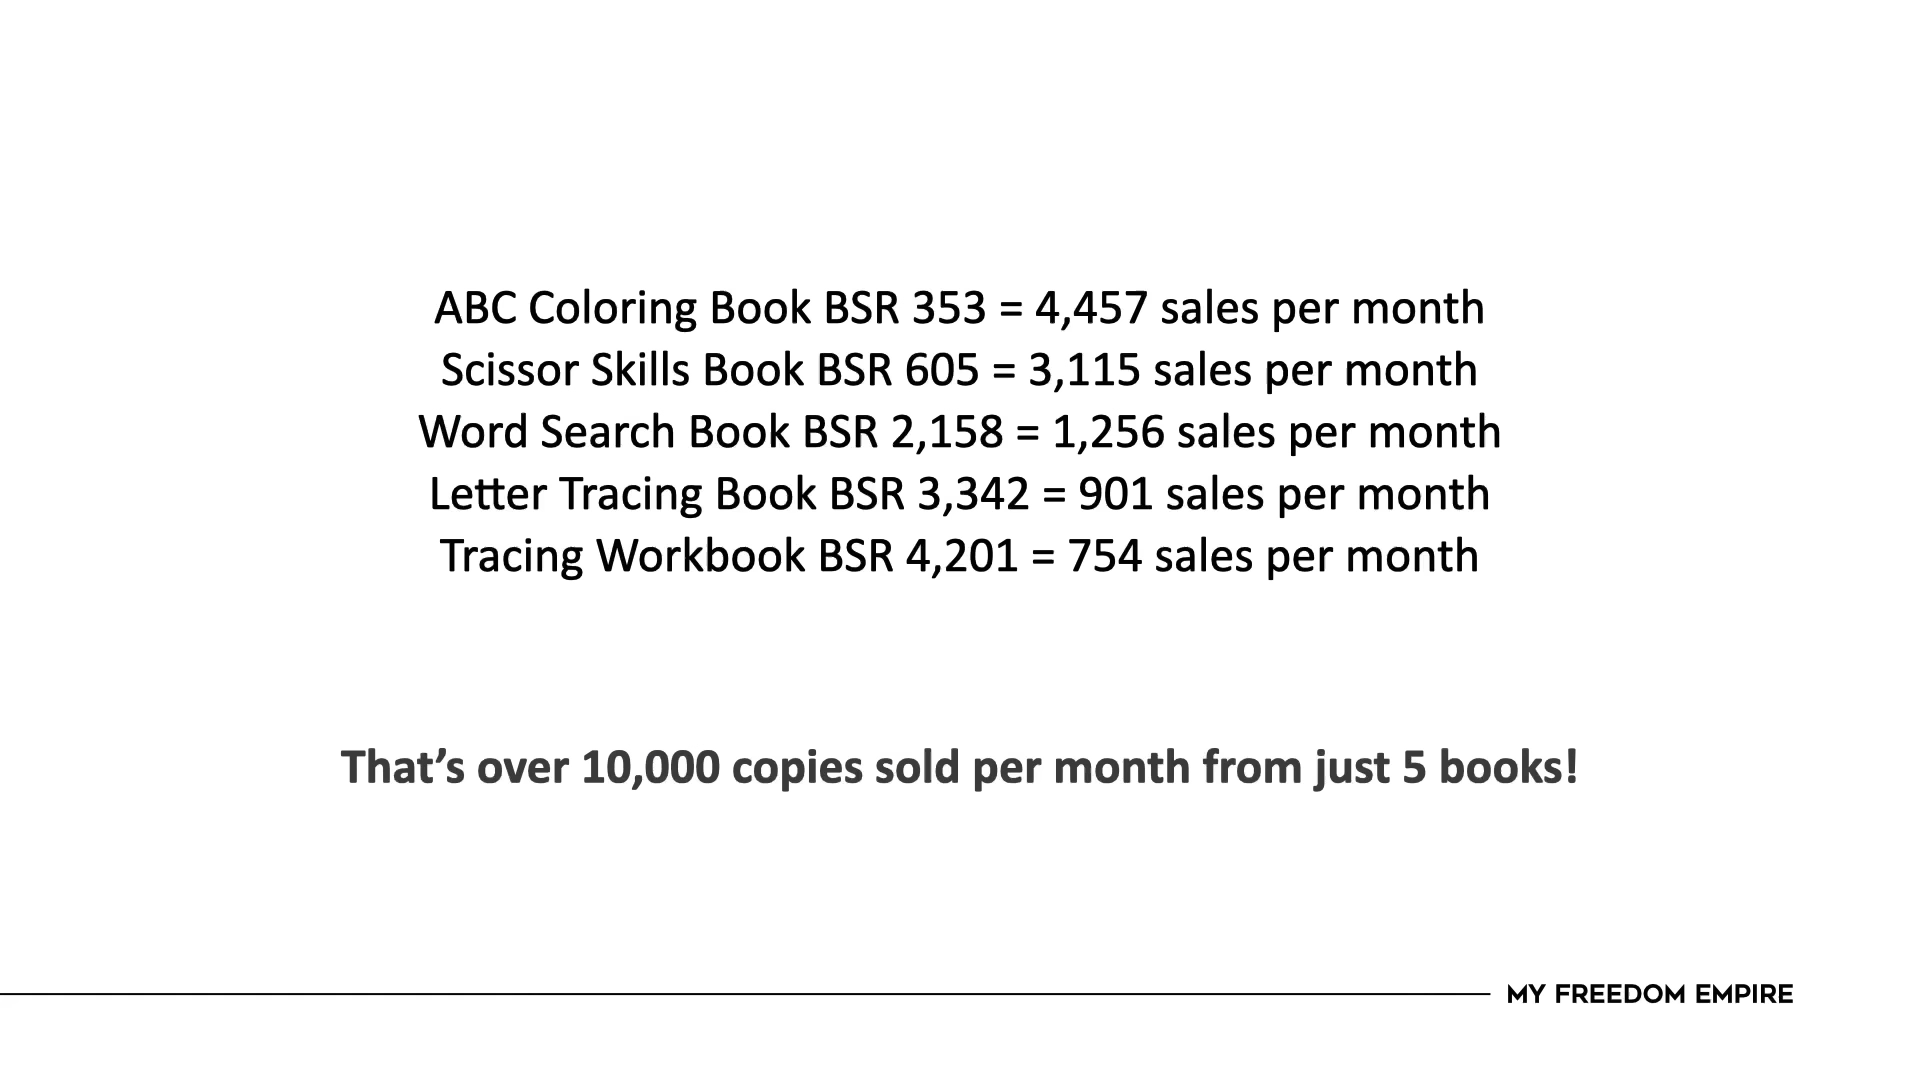 ABC Coloring Book BSR 353 = 4,457 sales per month
Scissor Skills Book BSR 605 = 3,115 sales per month
Word Search Book BSR 2,158 = 1,256 sales per month
Letter Tracing Book BSR 3,342 = 901 sales per month
Tracing Workbook BSR 4,201 = 754 sales per month
That’s over 10,000 copies sold per month from just 5 books!
MY FREEDOM EMPIRE